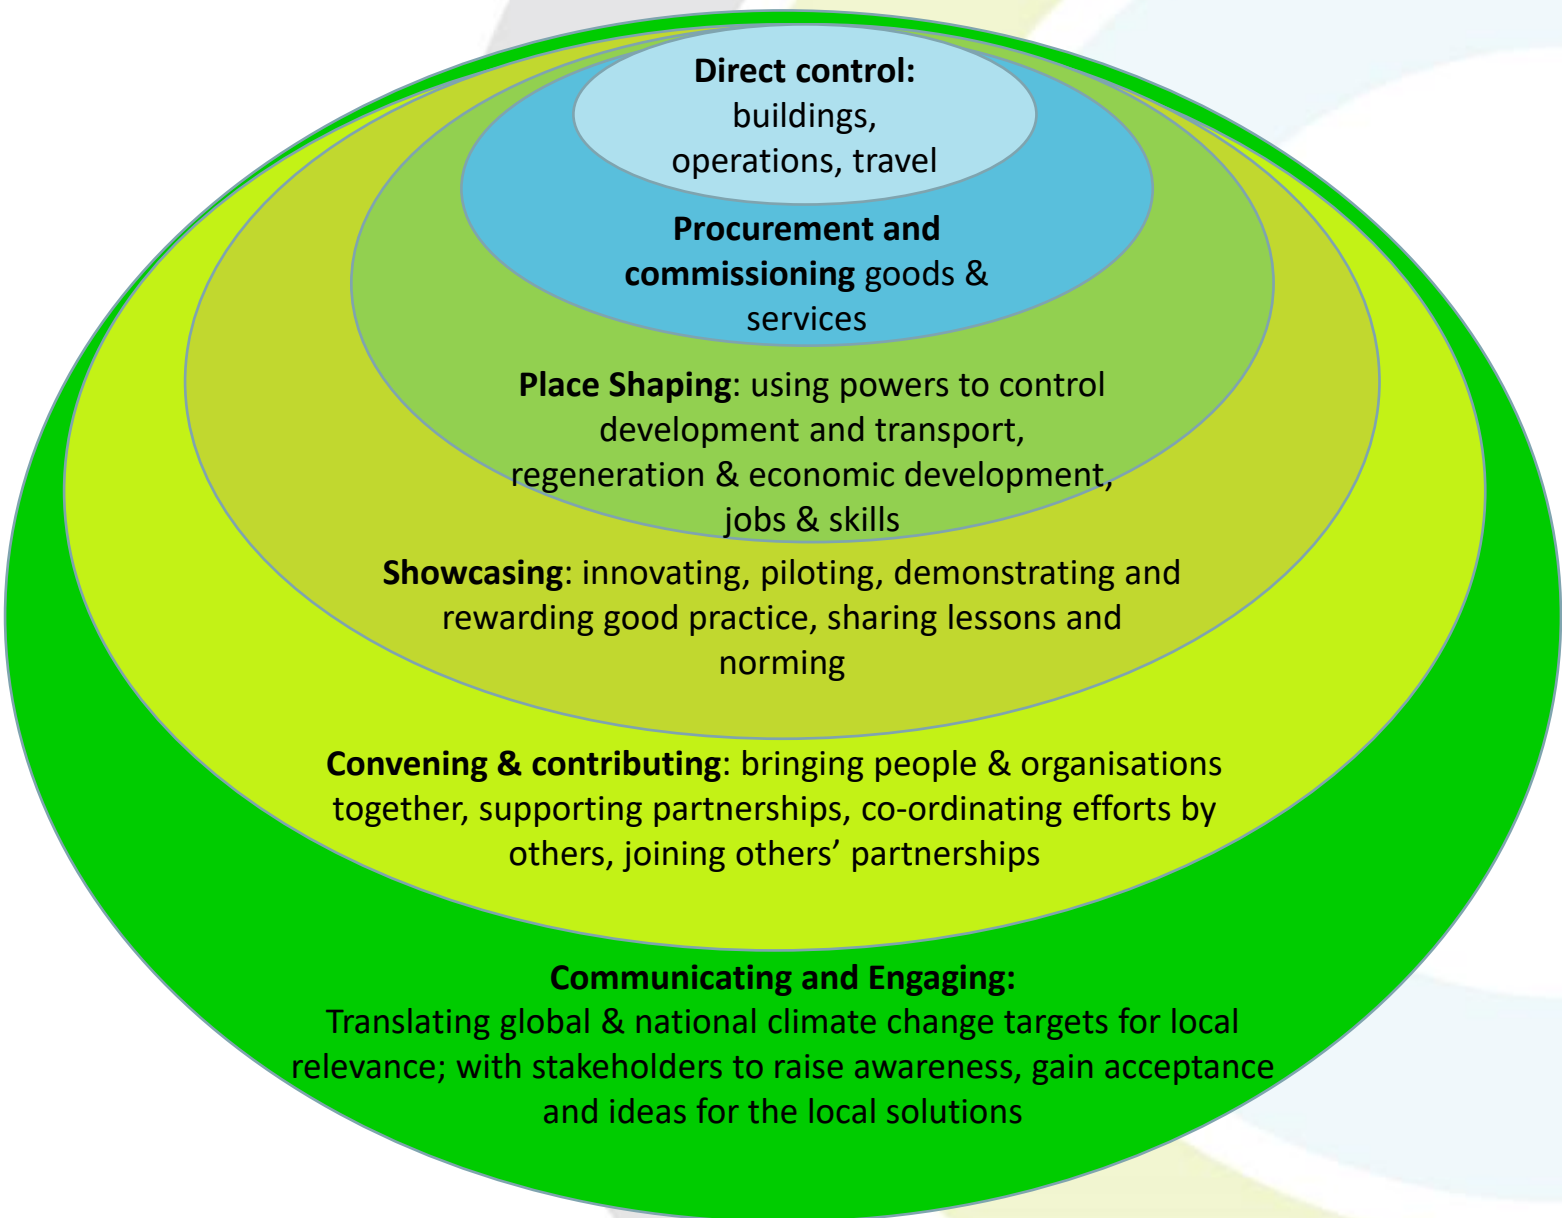 Direct control:
buildings,
operations, travel
Procurement and
commissioning goods &
services
Place Shaping: using powers to control
development and transport,
regeneration & economic development,
jobs & skills
Showcasing: innovating, piloting, demonstrating and
rewarding good practice, sharing lessons and
norming
Convening & contributing: bringing people & organisations
together, supporting partnerships, co-ordinating efforts by
others, joining others’ partnerships
Communicating and Engaging:
Translating global & national climate change targets for local
relevance; with stakeholders to raise awareness, gain acceptance
and ideas for the local solutions